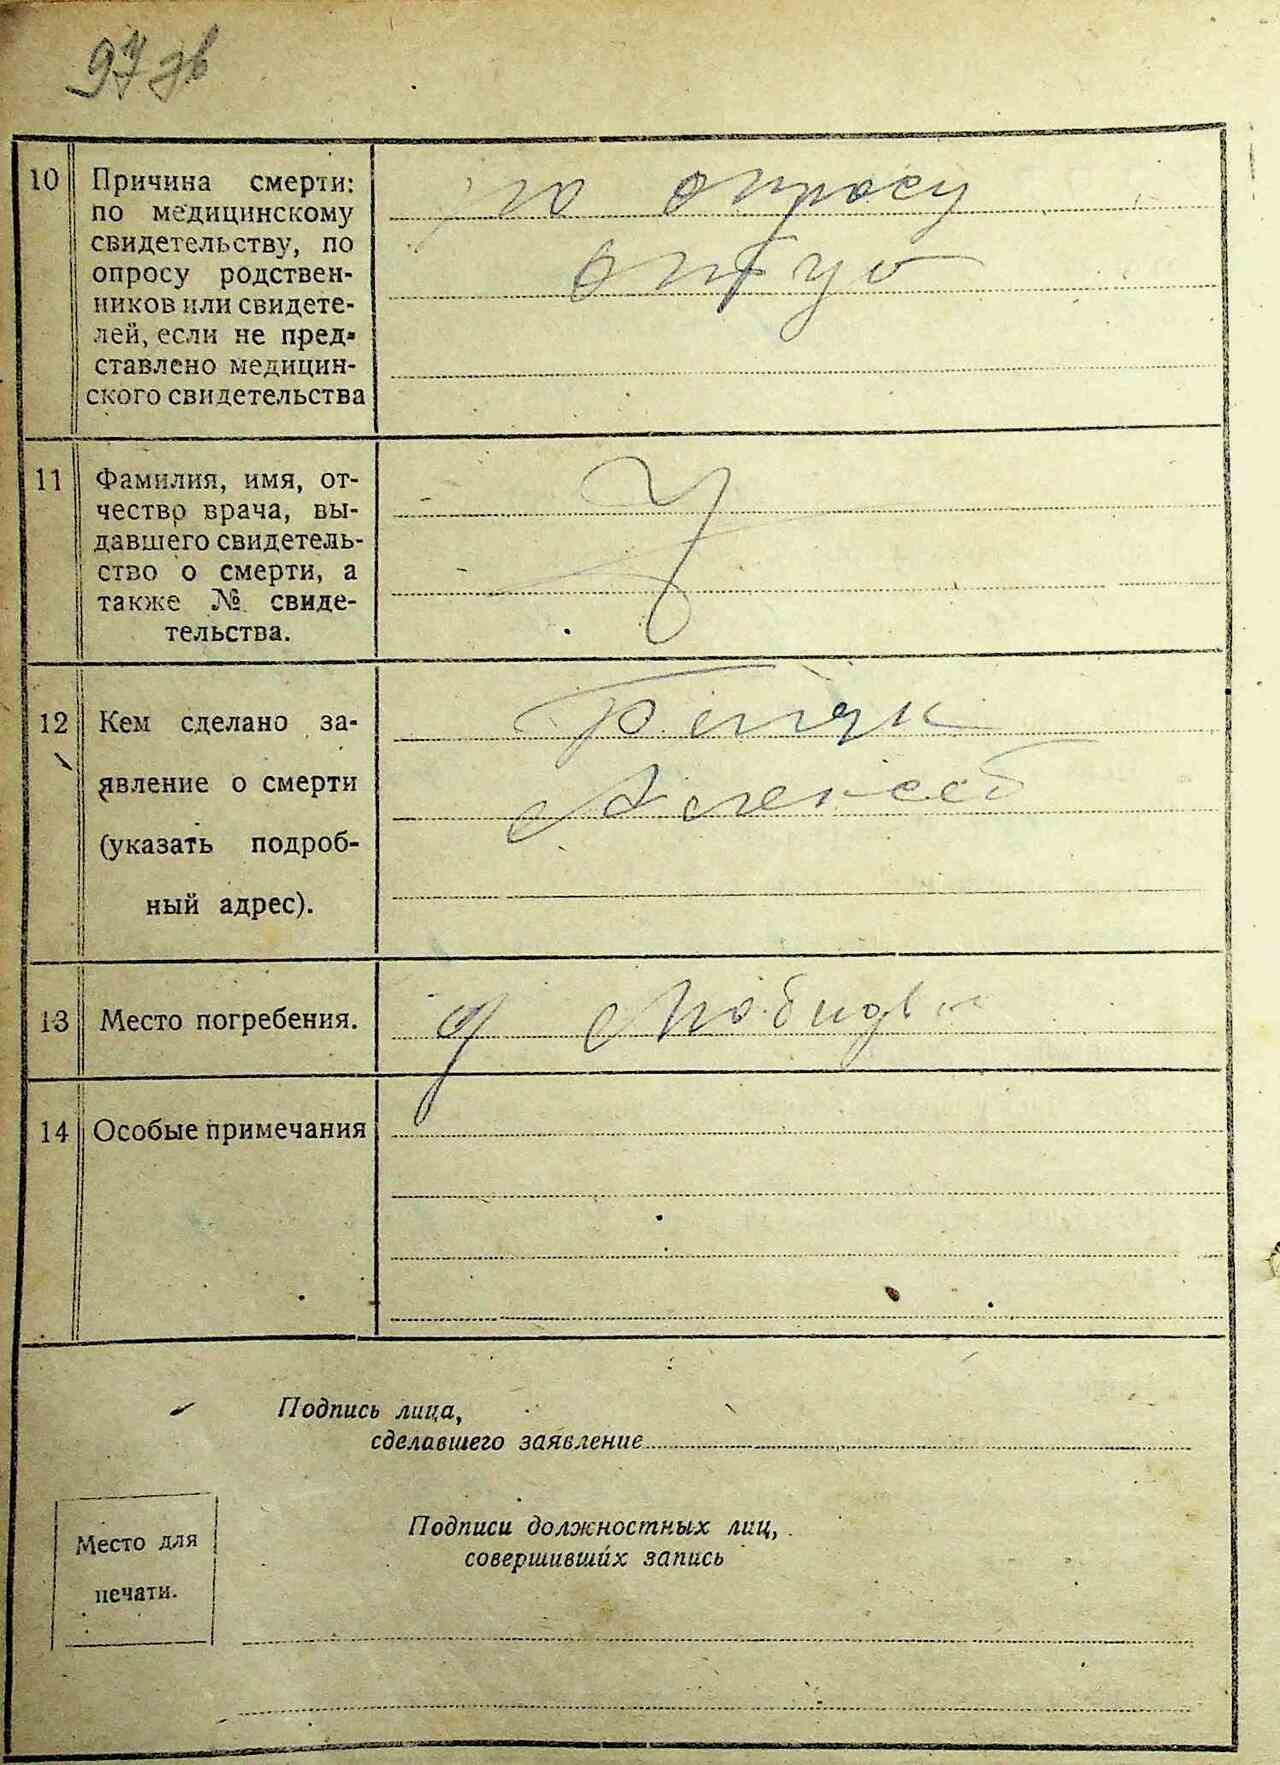 97 зв
10 Причина смерти:
по медицинскому
свидетельству, по
опросу родствен-
ников или свидете-
лей, если не пред-
ставлено медицин-
ского свидетельства
по опросу
11 Фамилия, имя, от-
чество врача, вы-
давшего свидетель-
ство о смерти, а
также № свиде-
тельства.
12 Кем сделано за-
явление о смерти
(указать подроб-
ный адрес).
Алексей
13 Место погребения.
14 Особые примечания
Подпись лица,
сделавшего заявление
Подписи должностных лиц,
совершивших запись
Место для
печати.